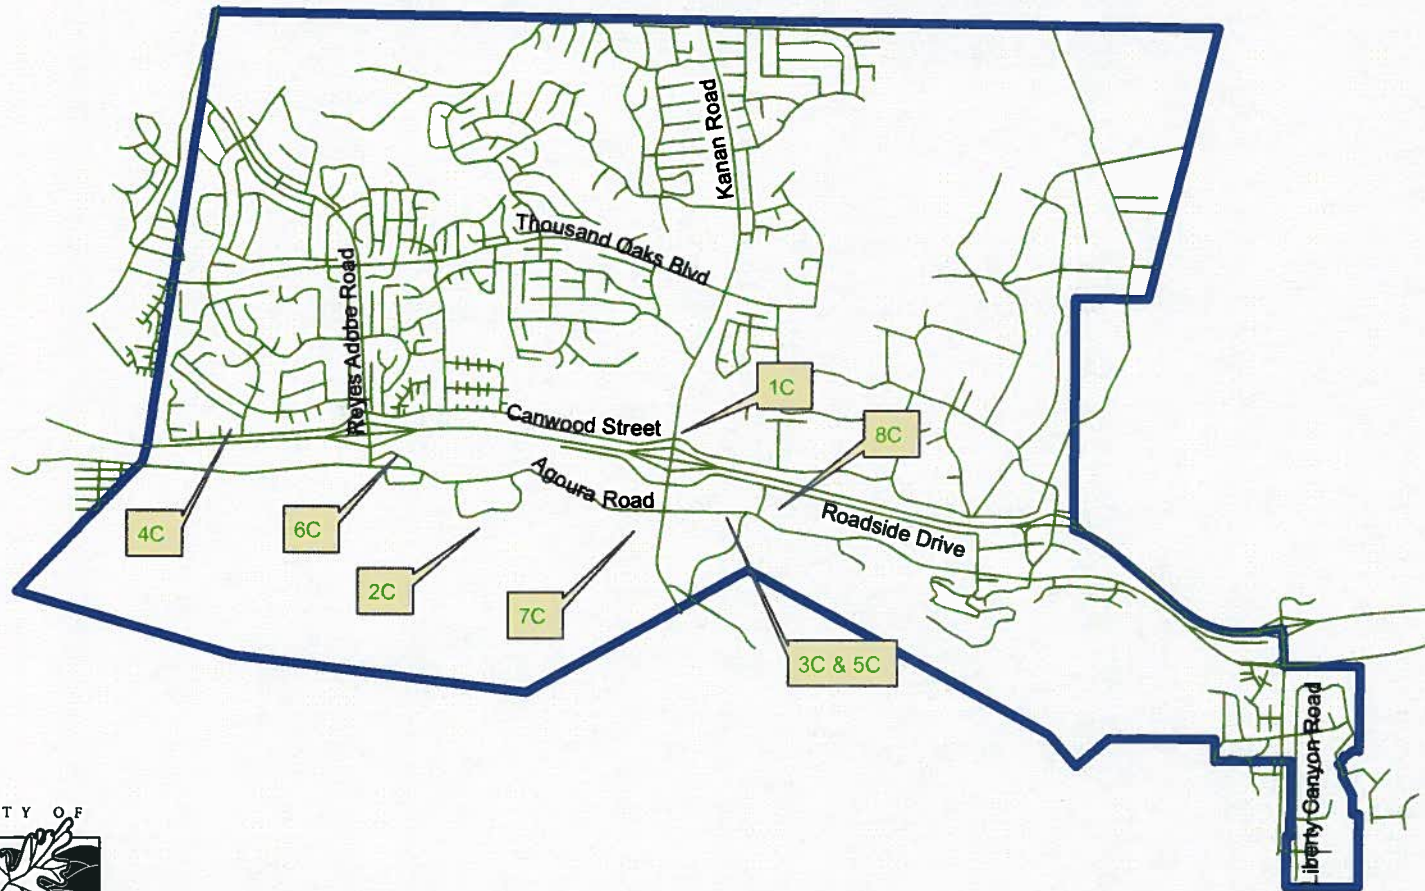 Kanan Road
Thousand Oaks Blvd
Reyes Adobe Road
1C
Canwood Street
8C
Agoura Road
4C
6C
Roadside Drive
2C
7C
3C & 5C
Liberty Canyon Road
TY OF